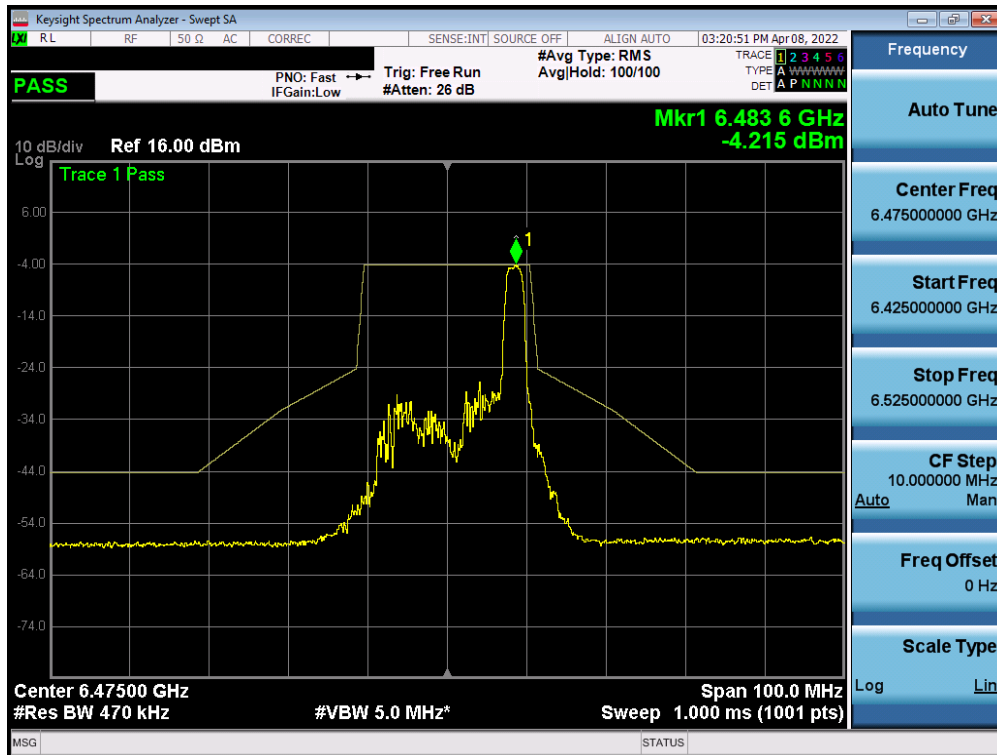 Keysight Spectrum Analyzer - Swept SA
LXI RL RF 50 Ω AC CORREC SENSE:INT SOURCE OFF ALIGN AUTO 03:20:51 PM Apr 08, 2022
PASS
PNO: Fast
IFGain:Low
Trig: Free Run
#Atten: 26 dB
#Avg Type: RMS
Avg|Hold: 100/100
TRACE 1 2 3 4 5 6
TYPE A WWWWW
DET A P N N N N
Mkr1 6.483 6 GHz
-4.215 dBm
10 dB/div Ref 16.00 dBm
Log
Trace 1 Pass
1
6.00
-4.00
-14.0
-24.0
-34.0
-44.0
-54.0
-64.0
-74.0
Center 6.47500 GHz Span 100.0 MHz
#Res BW 470 kHz #VBW 5.0 MHz* Sweep 1.000 ms (1001 pts)
MSG STATUS
Frequency
Auto Tune
Center Freq
6.475000000 GHz
Start Freq
6.425000000 GHz
Stop Freq
6.525000000 GHz
CF Step
10.000000 MHz
Auto Man
Freq Offset
0 Hz
Scale Type
Log Lin